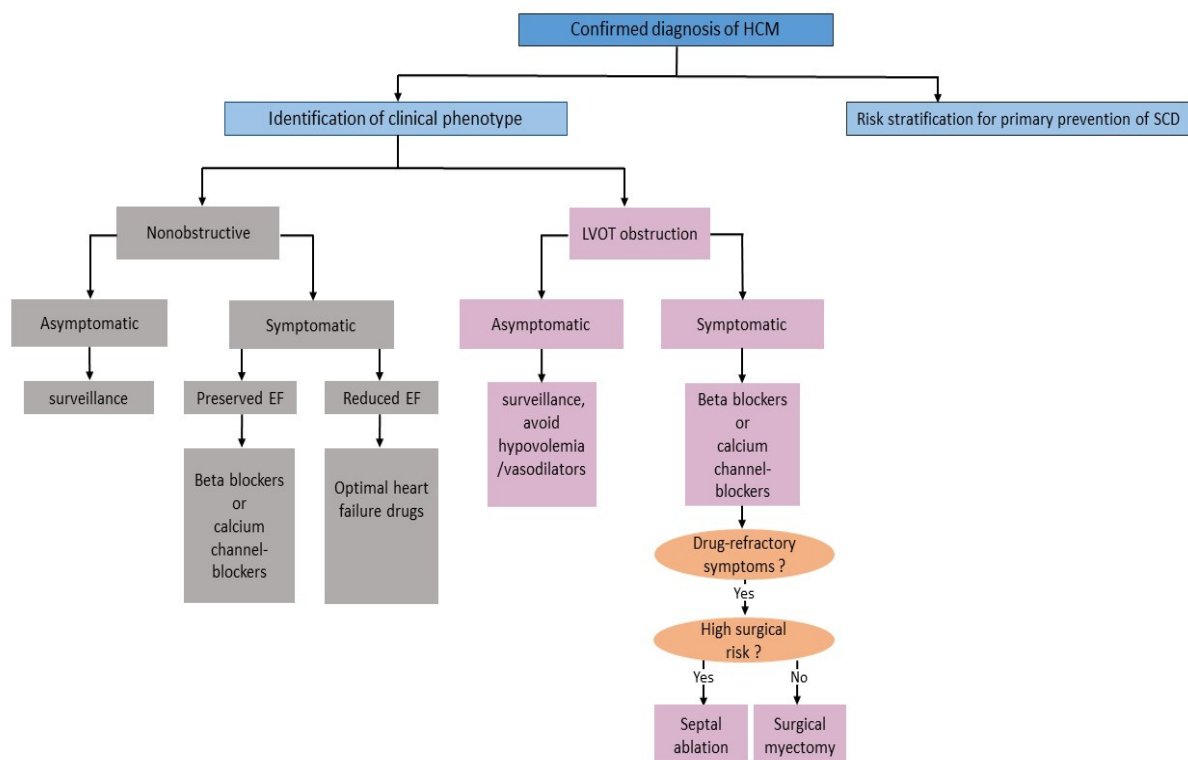 Confirmed diagnosis of HCM
Identification of clinical phenotype
Risk stratification for primary prevention of SCD
Nonobstructive
LVOT obstruction
Asymptomatic
Symptomatic
Asymptomatic
Symptomatic
surveillance
Preserved EF
Reduced EF
surveillance,
avoid
hypovolemia
/vasodilators
Beta blockers
or
calcium
channel-
blockers
Beta blockers
or
calcium
channel-
blockers
Optimal heart
failure drugs
Drug-refractory
symptoms ?
Yes
High surgical
risk ?
Yes
No
Septal
ablation
Surgical
myectomy